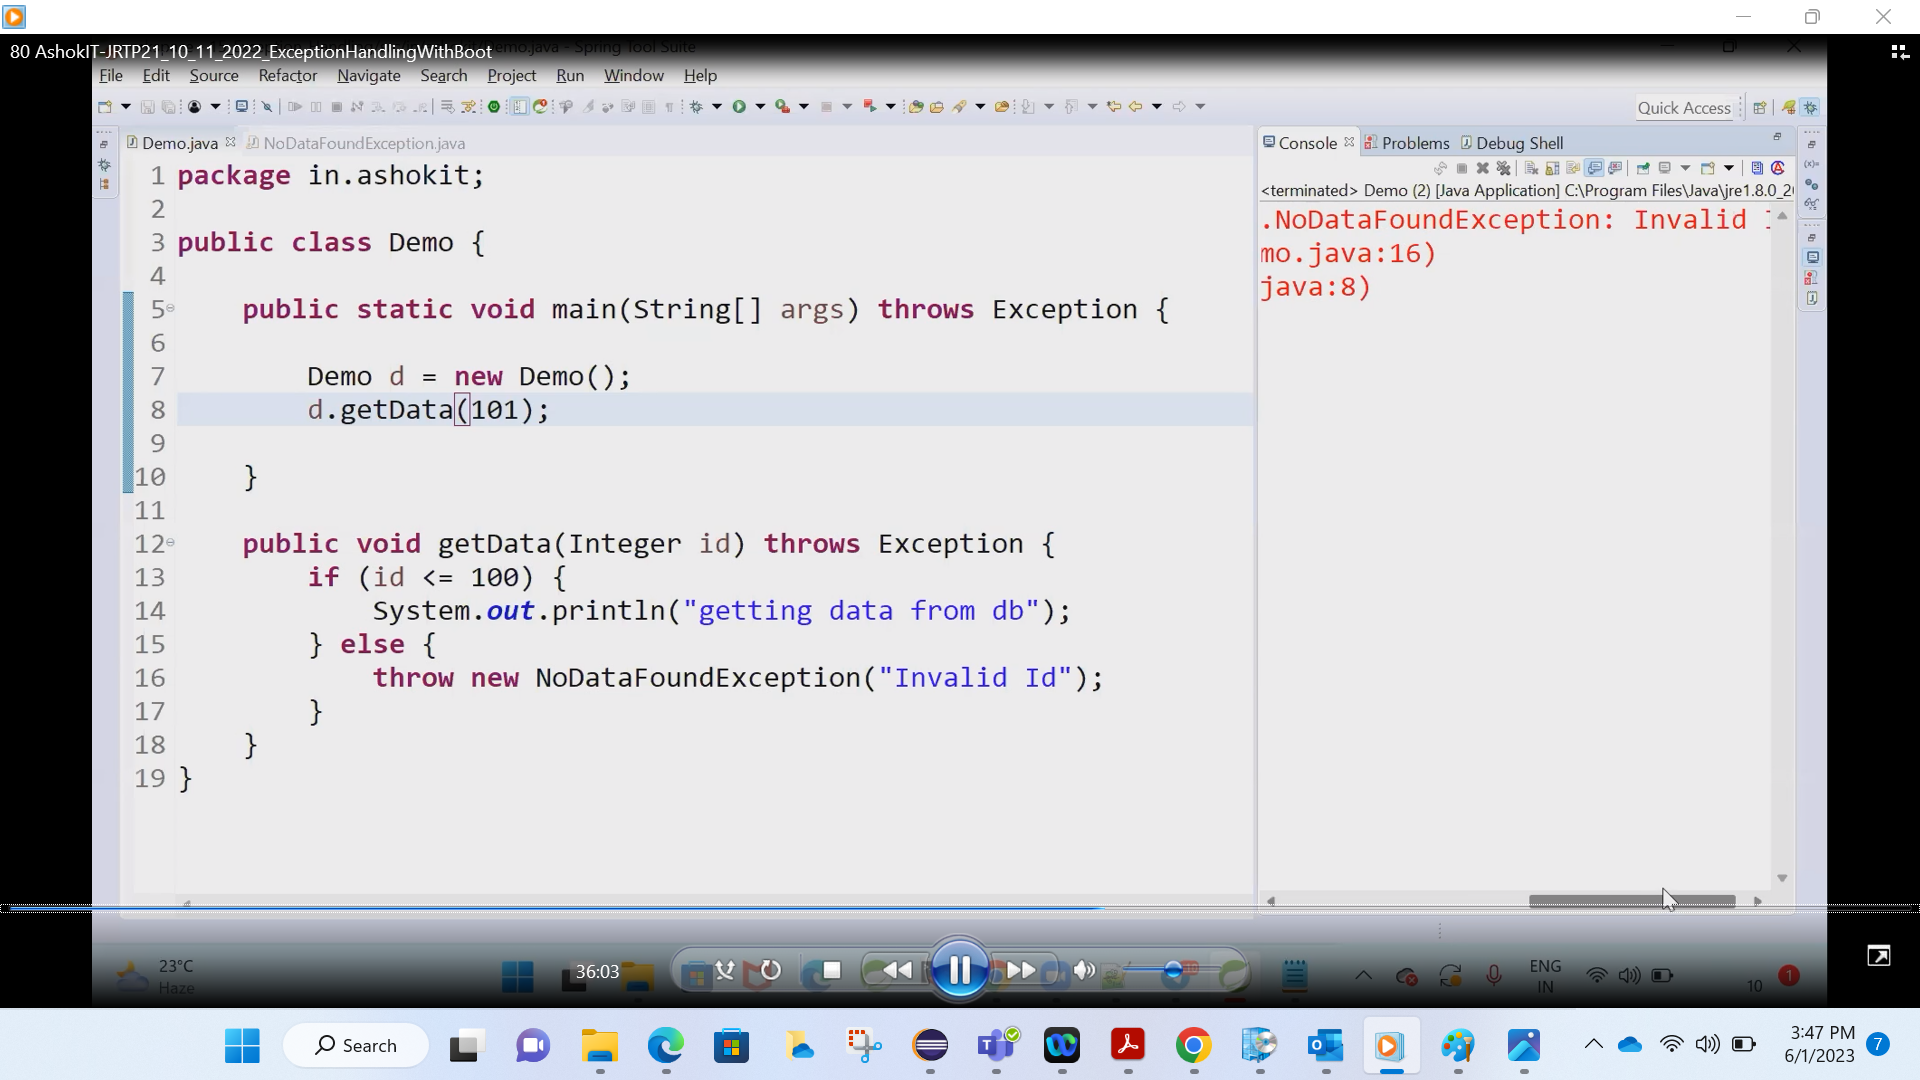 80 AshokIT-JRTP21_10_11_2022_ExceptionHandlingWithBoot
Demo.java - Spring Tool Suite
File Edit Source Refactor Navigate Search Project Run Window Help
Quick Access
Demo.java NoDataFoundException.java
1 package in.ashokit;
2
3 public class Demo {
4
5 public static void main(String[] args) throws Exception {
6
7 Demo d = new Demo();
8 d.getData(101);
9
10 }
11
12 public void getData(Integer id) throws Exception {
13 if (id <= 100) {
14 System.out.println("getting data from db");
15 } else {
16 throw new NoDataFoundException("Invalid Id");
17 }
18 }
19 }
Console Problems Debug Shell
<terminated> Demo (2) [Java Application] C:\Program Files\Java\jre1.8.0_2
.NoDataFoundException: Invalid
mo.java:16)
java:8)
23°C
Haze
36:03
ENG
IN
10
1
Search
3:47 PM
6/1/2023
7